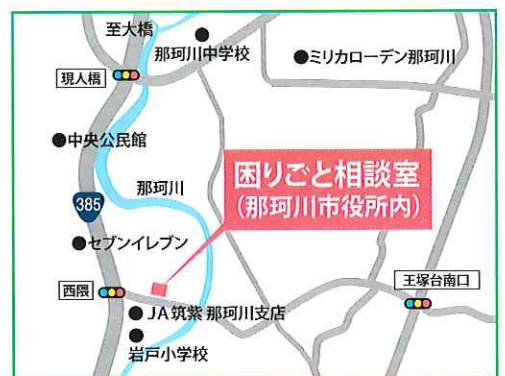 至大橋
那珂川中学校
ミリカローデン那珂川
現人橋
中央公民館
那珂川
困りごと相談室
(那珂川市役所内)
385
セブンイレブン
西隈
王塚台南口
JA筑紫 那珂川支店
岩戸小学校